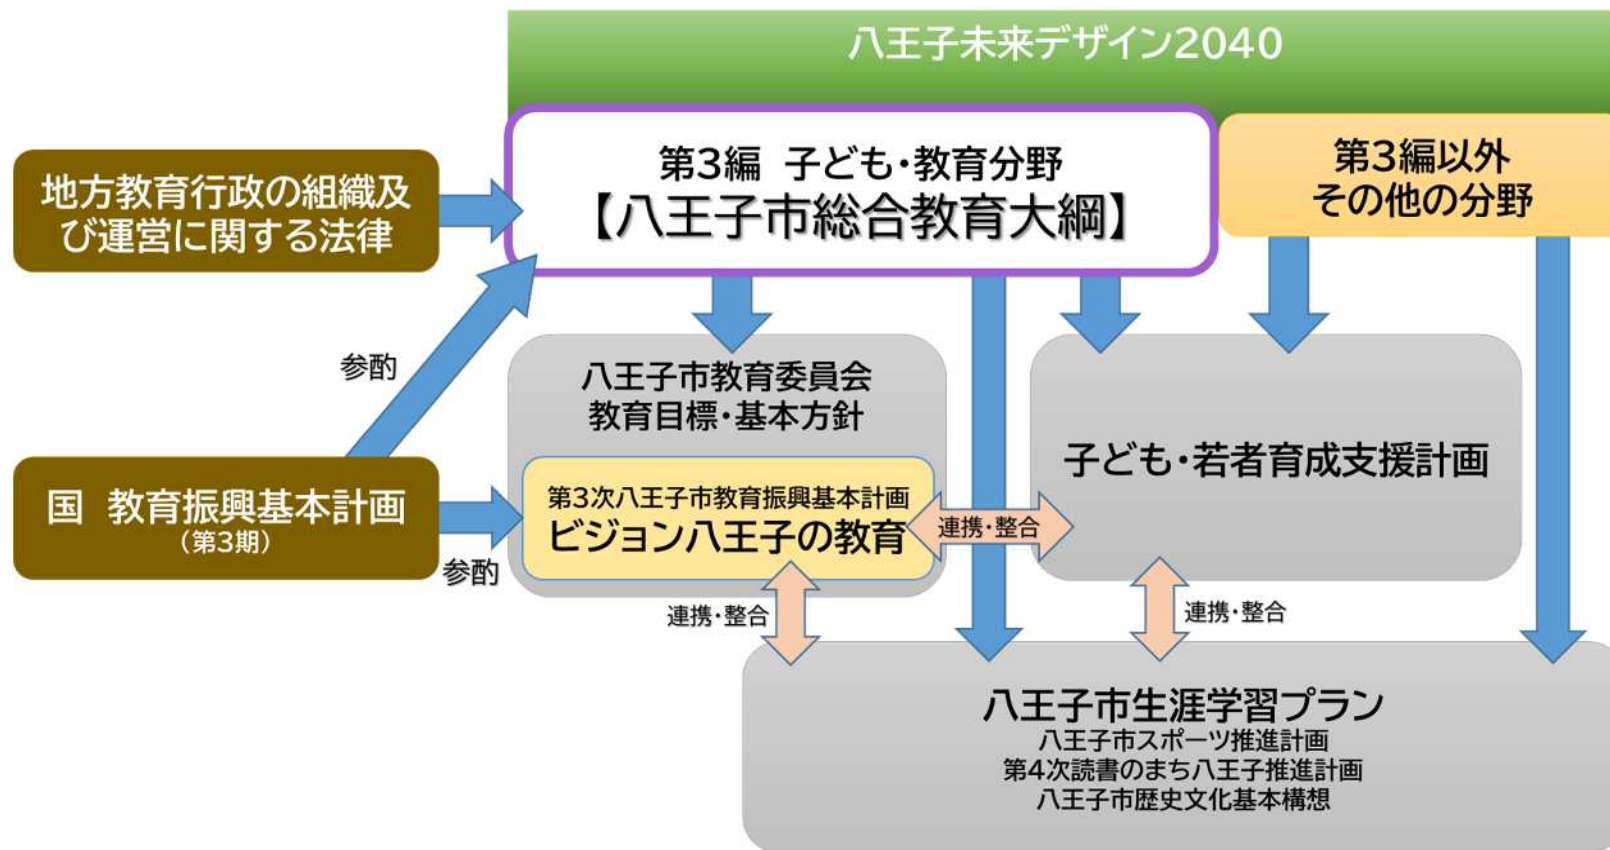 八王子未来デザイン2040
第3編 子ども・教育分野
【八王子市総合教育大綱】
第3編以外
その他の分野
地方教育行政の組織及
び運営に関する法律
参酌
八王子市教育委員会
教育目標・基本方針
子ども・若者育成支援計画
国 教育振興基本計画
(第3期)
参酌
第3次八王子市教育振興基本計画
ビジョン八王子の教育
連携・整合
連携・整合
連携・整合
八王子市生涯学習プラン
八王子市スポーツ推進計画
第4次読書のまち八王子推進計画
八王子市歴史文化基本構想